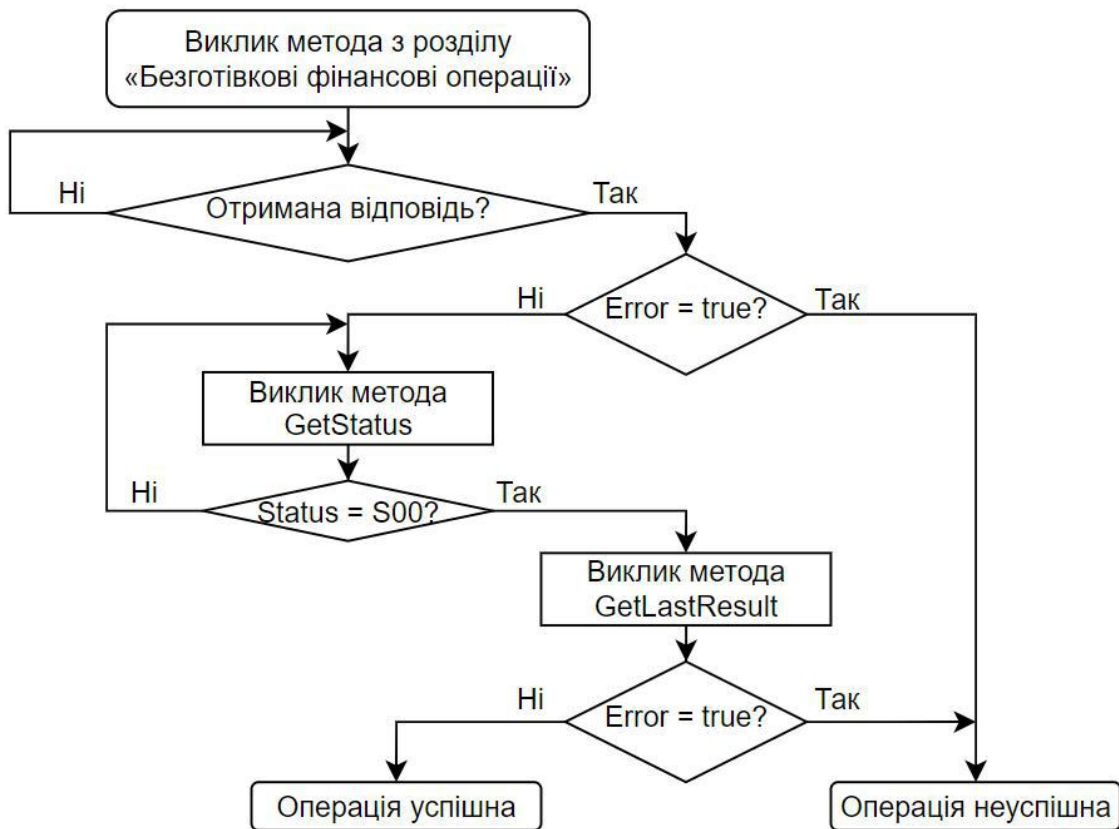 Виклик метода з розділу
«Безготівкові фінансові операції»
Ні
Отримана відповідь?
Так
Ні
Error = true?
Так
Виклик метода
GetStatus
Ні
Status = S00?
Так
Виклик метода
GetLastResult
Ні
Error = true?
Так
Операція успішна
Операція неуспішна